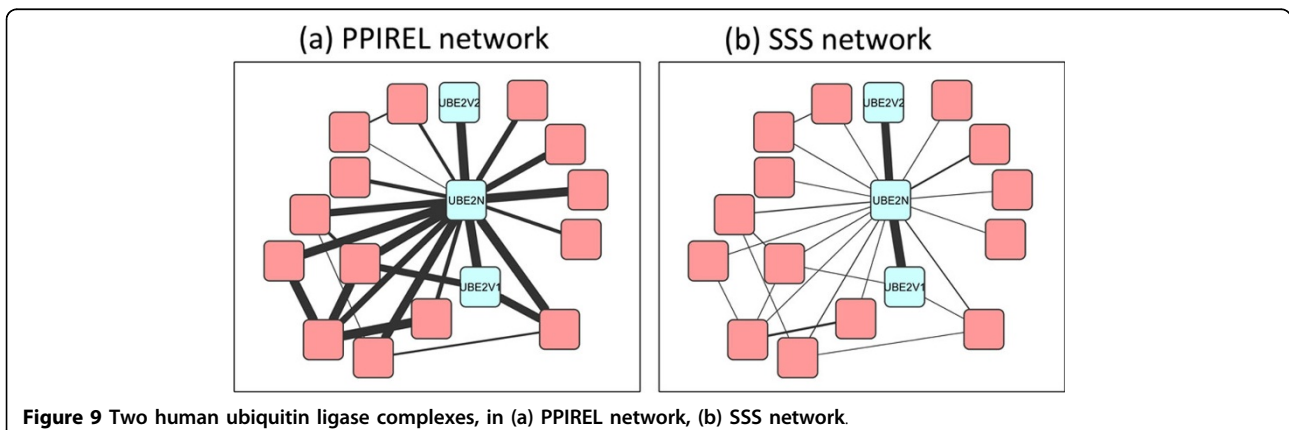 (a) PPIREL network
(b) SSS network
UBE2V2
UBE2N
UBE2V1
UBE2V2
UBE2N
UBE2V1
Figure 9 Two human ubiquitin ligase complexes, in (a) PPIREL network, (b) SSS network.